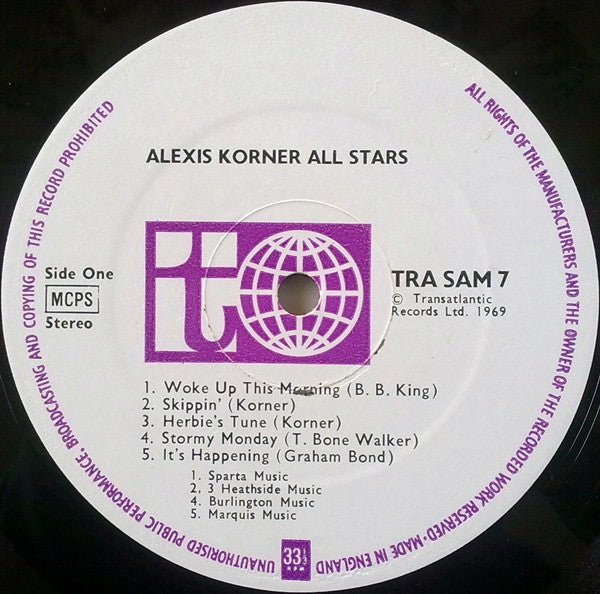 ALL RIGHTS OF THE MANUFACTURERS AND THE OWNER OF THE RECORDED WORK RESERVED · MADE IN ENGLAND
UNAUTHORISED PUBLIC PERFORMANCE, BROADCASTING AND COPYING OF THIS RECORD PROHIBITED
ALEXIS KORNER ALL STARS
Side One
MCPS
Stereo
it
TRA SAM 7
© Transatlantic
Records Ltd. 1969
1. Woke Up This Morning (B. B. King)
2. Skippin' (Korner)
3. Herbie's Tune (Korner)
4. Stormy Monday (T. Bone Walker)
5. It's Happening (Graham Bond)
1. Sparta Music
2, 3 Heathside Music
4. Burlington Music
5. Marquis Music
33 1/3
RPM